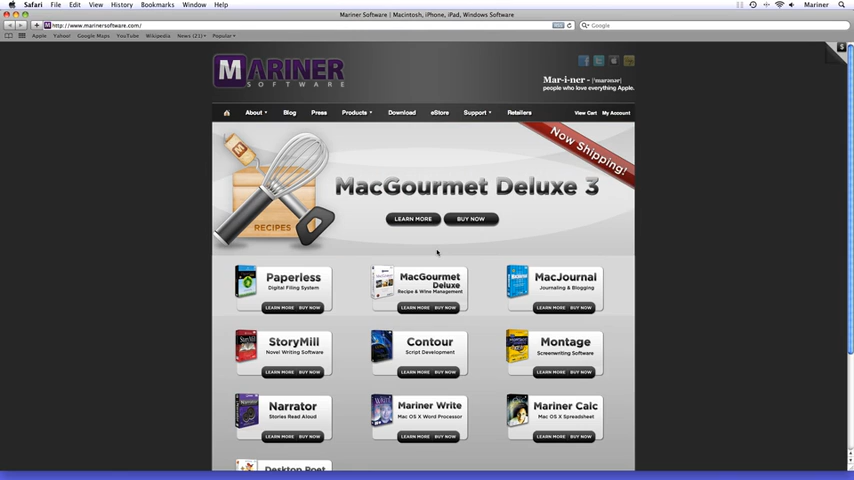 Safari File Edit View History Bookmarks Window Help Mariner
Mariner Software | Macintosh, iPhone, iPad, Windows Software
http://www.marinersoftware.com/
Google
Apple Yahoo! Google Maps YouTube Wikipedia News (21) Popular
MARINER
SOFTWARE
Mar-i-ner -
people who love everything Apple.
About Blog Press Products Download eStore Support Retailers View Cart My Account
Now Shipping!
MacGourmet Deluxe 3
LEARN MORE BUY NOW
RECIPES
Paperless
Digital Filing System
LEARN MORE BUY NOW
MacGourmet
Deluxe
Recipe & Wine Management
LEARN MORE BUY NOW
MacJournal
Journaling & Blogging
LEARN MORE BUY NOW
StoryMill
Novel Writing Software
LEARN MORE BUY NOW
Contour
Script Development
LEARN MORE BUY NOW
Montage
Screenwriting Software
LEARN MORE BUY NOW
Narrator
Stories Read Aloud
LEARN MORE BUY NOW
Mariner Write
Mac OS X Word Processor
LEARN MORE BUY NOW
Mariner Calc
Mac OS X Spreadsheet
LEARN MORE BUY NOW
Desktop Poet